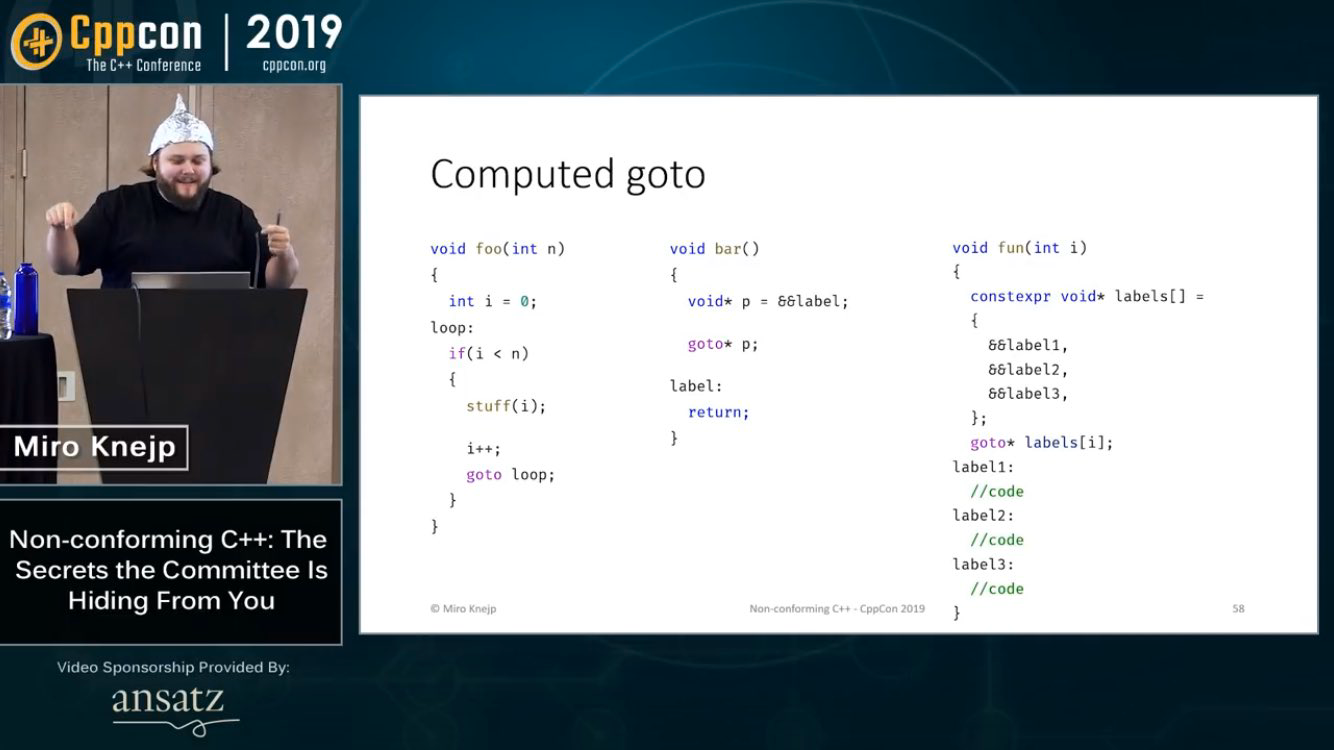 Cppcon | 2019
The C++ Conference
cppcon.org
Miro Knejp
Non-conforming C++: The
Secrets the Committee Is
Hiding From You
Video Sponsorship Provided By:
ansatz
Computed goto
void foo(int n)
{
  int i = 0;
loop:
  if(i < n)
  {
    stuff(i);
    i++;
    goto loop;
  }
}
void bar()
{
  void* p = &&label;
  goto* p;
label:
  return;
}
void fun(int i)
{
  constexpr void* labels[] =
  {
    &&label1,
    &&label2,
    &&label3,
  };
  goto* labels[i];
label1:
  //code
label2:
  //code
label3:
  //code
}
© Miro Knejp
Non-conforming C++ - CppCon 2019
58